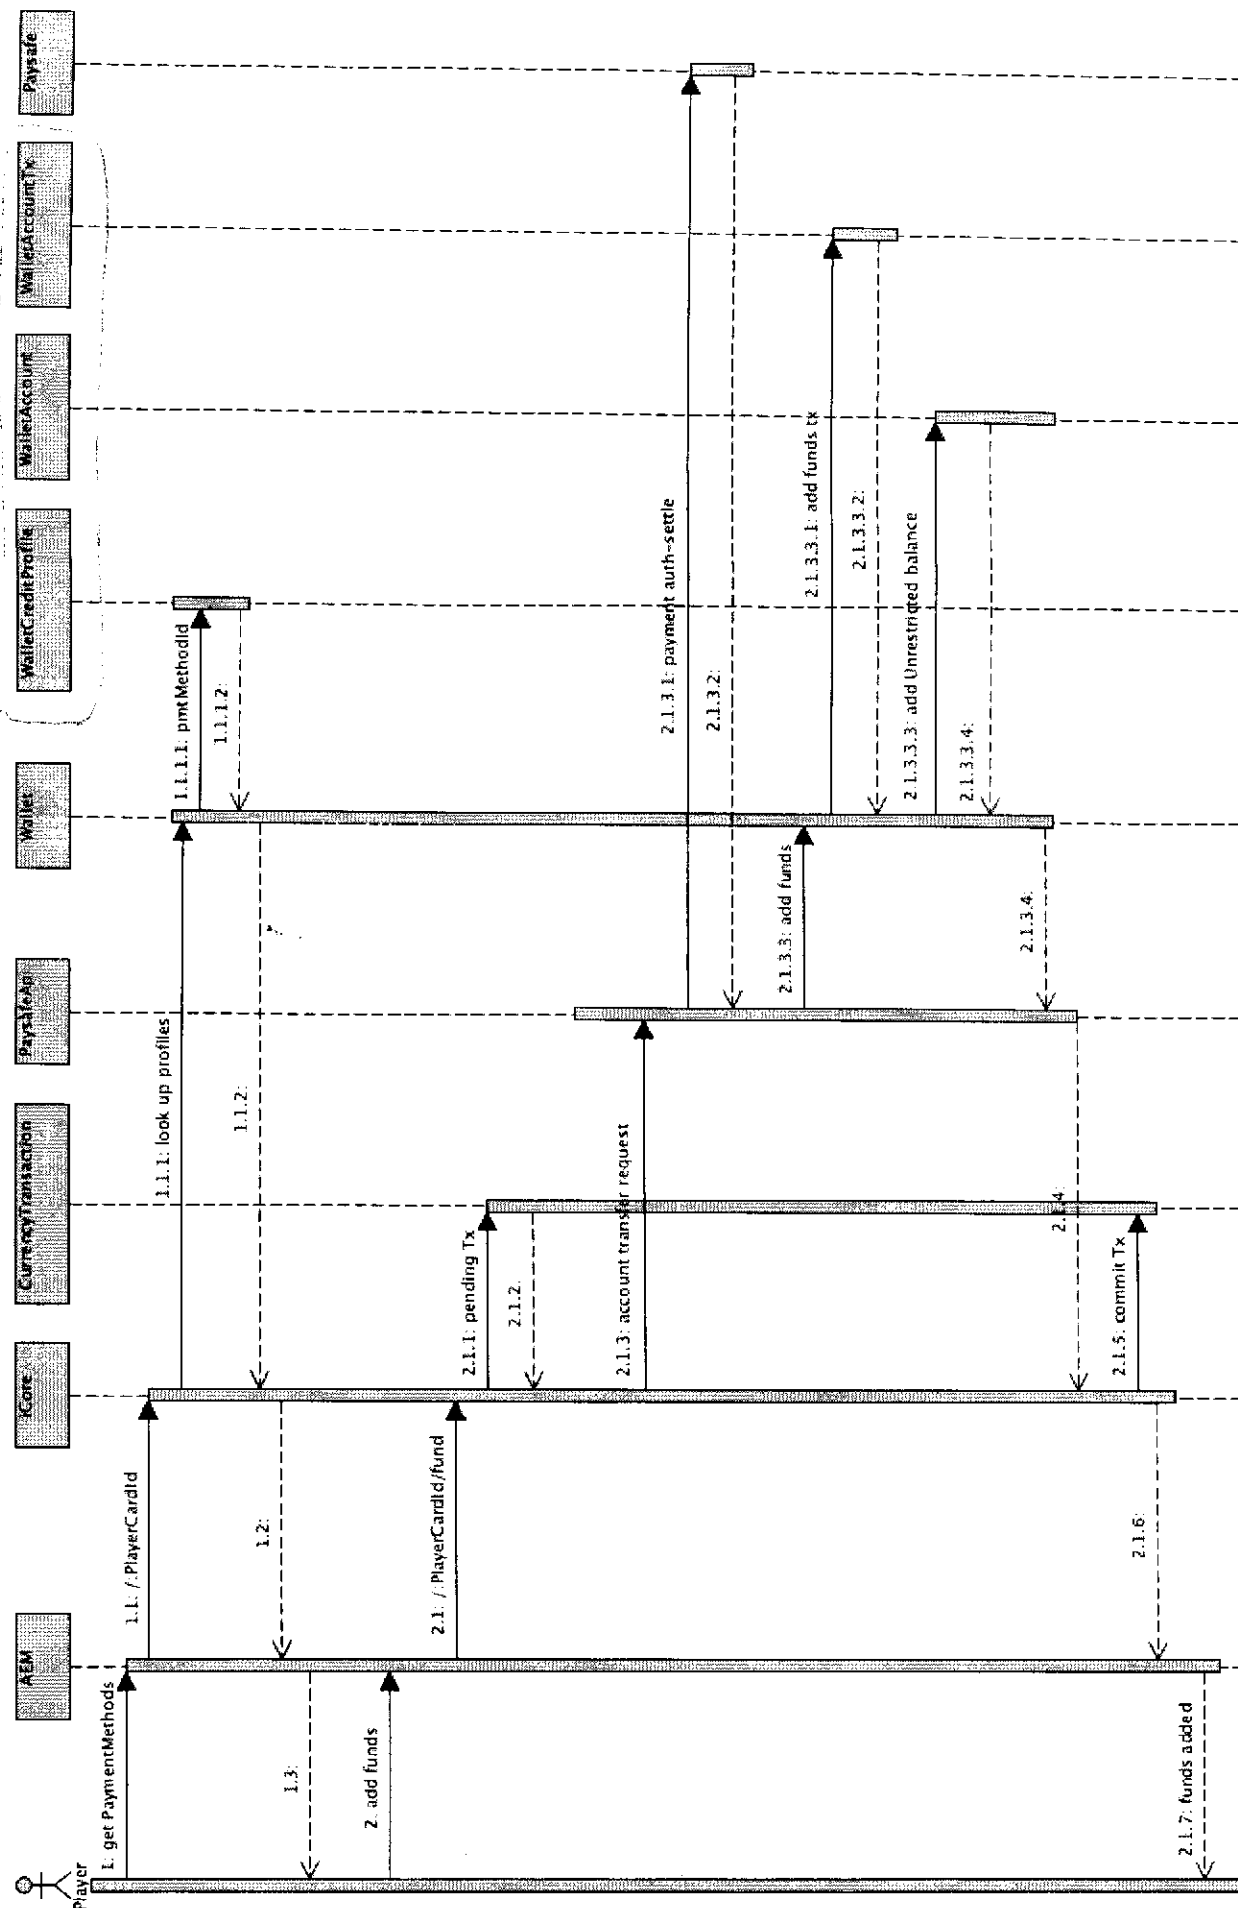 Player
AEM
iCore
CurrencyTransaction
PaysafeAp
Wallet
WalletCreditProfile
WalletAccount
WalletAccountTx
Paysafe
1: get PaymentMethods
1.1: /:PlayerCardId
1.1.1: look up profiles
1.1.1.1: pmtMethodId
1.1.1.2:
1.1.2:
1.2:
1.3:
2. add funds
2.1: /:PlayerCardId/fund
2.1.1: pending Tx
2.1.2:
2.1.3: account transfer request
2.1.3.1: payment auth-settle
2.1.3.2:
2.1.3.3: add funds
2.1.3.3.1: add funds tx
2.1.3.3.2:
2.1.3.3.3: add Unrestricted balance
2.1.3.3.4:
2.1.3.4:
2.1.4:
2.1.5: commit Tx
2.1.6:
2.1.7: funds added